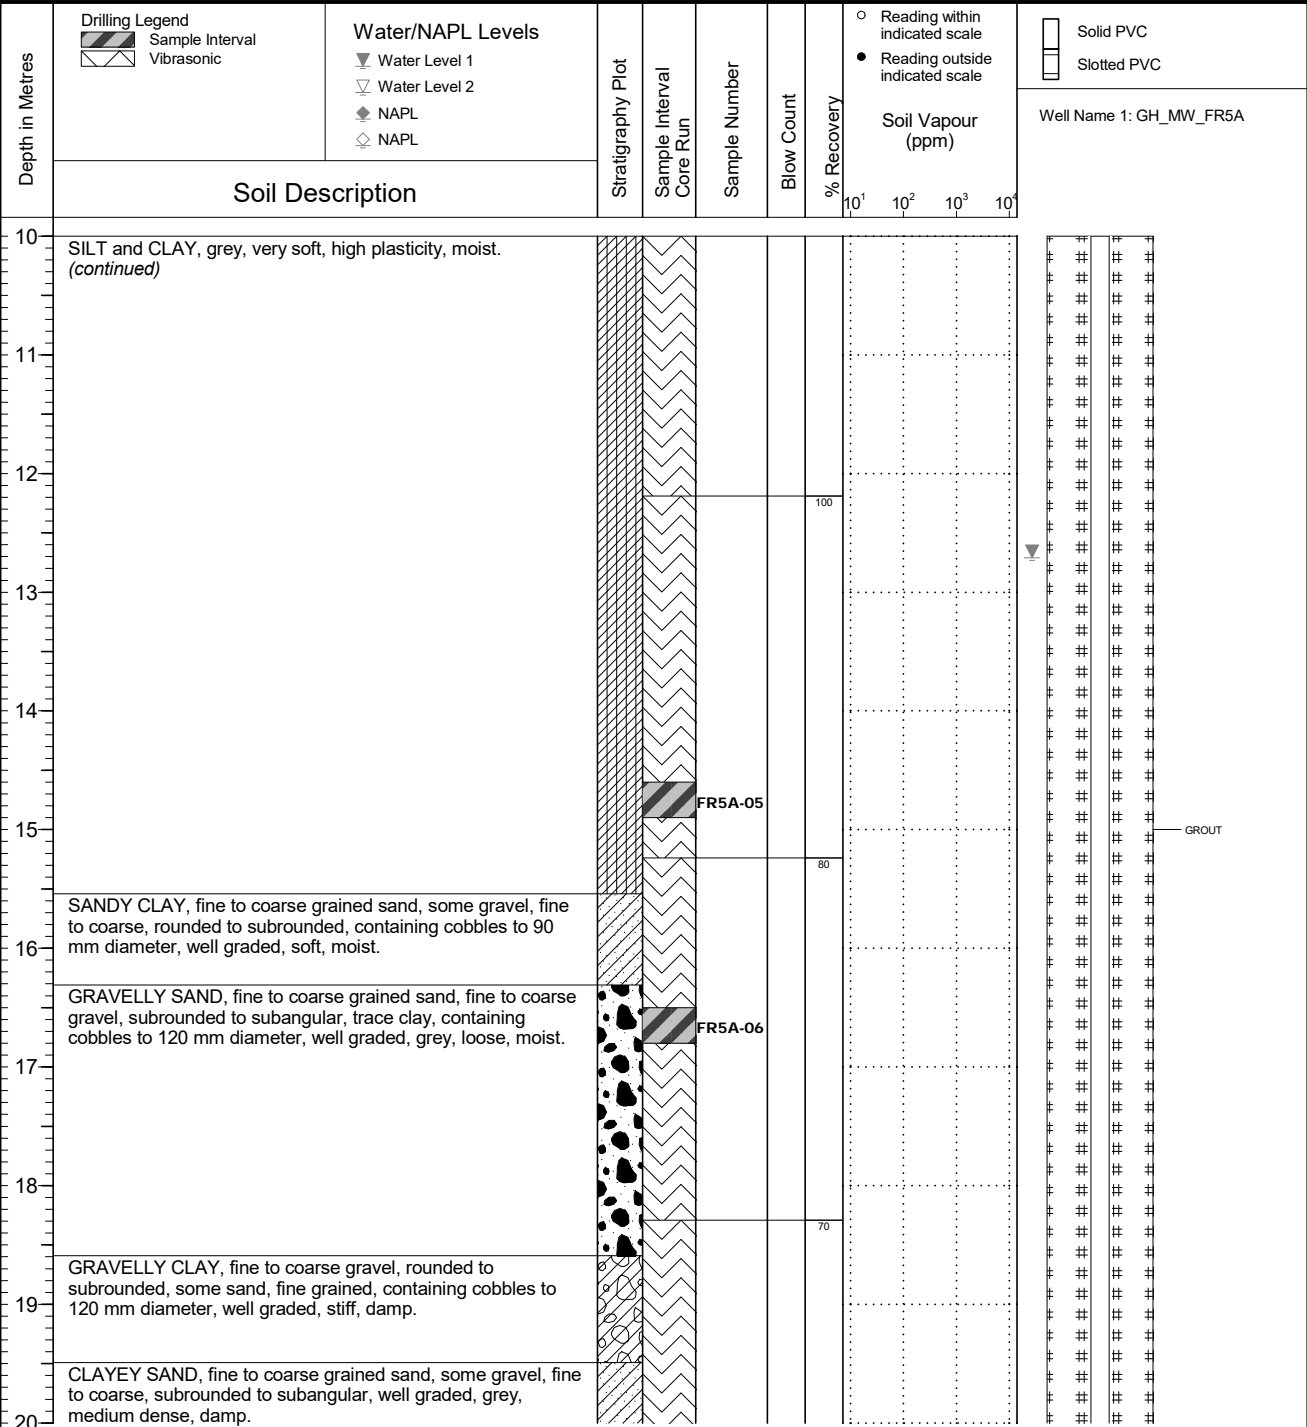 Depth in Metres
Drilling Legend
Sample Interval
Vibrasonic
Water/NAPL Levels
Water Level 1
Water Level 2
NAPL
NAPL
Soil Description
Stratigraphy Plot
Sample Interval
Core Run
Sample Number
Blow Count
% Recovery
Reading within
indicated scale
Reading outside
indicated scale
Soil Vapour
(ppm)
10¹ 10² 10³ 10⁴
Solid PVC
Slotted PVC
Well Name 1: GH_MW_FR5A
10
SILT and CLAY, grey, very soft, high plasticity, moist.
(continued)
11
12
100
13
14
FR5A-05
15
GROUT
80
SANDY CLAY, fine to coarse grained sand, some gravel, fine
to coarse, rounded to subrounded, containing cobbles to 90
mm diameter, well graded, soft, moist.
16
GRAVELLY SAND, fine to coarse grained sand, fine to coarse
gravel, subrounded to subangular, trace clay, containing
cobbles to 120 mm diameter, well graded, grey, loose, moist.
FR5A-06
17
18
70
GRAVELLY CLAY, fine to coarse gravel, rounded to
subrounded, some sand, fine grained, containing cobbles to
120 mm diameter, well graded, stiff, damp.
19
CLAYEY SAND, fine to coarse grained sand, some gravel, fine
to coarse, subrounded to subangular, well graded, grey,
medium dense, damp.
20